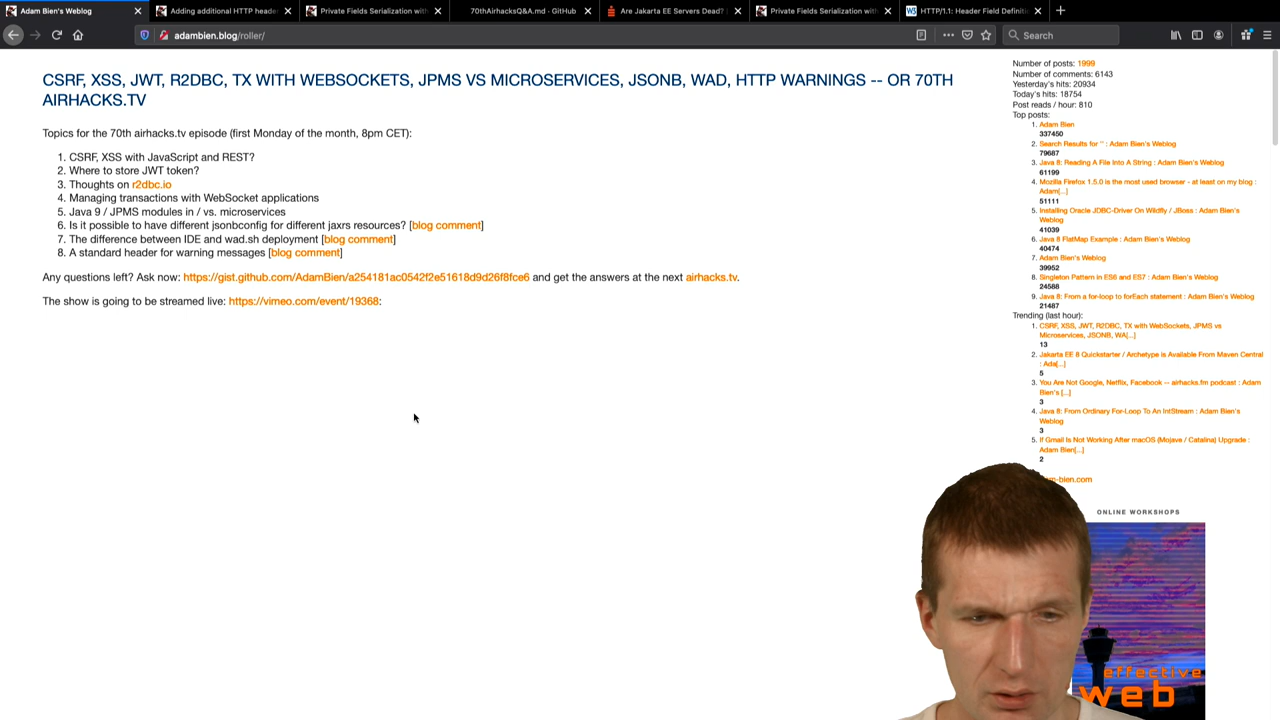 Adam Bien's Weblog
Adding additional HTTP header
Private Fields Serialization with
70thAirhacksQ&A.md · GitHub
Are Jakarta EE Servers Dead?
Private Fields Serialization with
HTTP/1.1: Header Field Definitio
adambien.blog/roller/
Search
CSRF, XSS, JWT, R2DBC, TX WITH WEBSOCKETS, JPMS VS MICROSERVICES, JSONB, WAD, HTTP WARNINGS -- OR 70TH
AIRHACKS.TV
Topics for the 70th airhacks.tv episode (first Monday of the month, 8pm CET):
1. CSRF, XSS with JavaScript and REST?
2. Where to store JWT token?
3. Thoughts on r2dbc.io
4. Managing transactions with WebSocket applications
5. Java 9 / JPMS modules in / vs. microservices
6. Is it possible to have different jsonbconfig for different jaxrs resources? [blog comment]
7. The difference between IDE and wad.sh deployment [blog comment]
8. A standard header for warning messages [blog comment]
Any questions left? Ask now: https://gist.github.com/AdamBien/a254181ac0542f2e51618d9d26f8fce6 and get the answers at the next airhacks.tv.
The show is going to be streamed live: https://vimeo.com/event/19368:
Number of posts: 1999
Number of comments: 6143
Yesterday's hits: 20934
Today's hits: 18754
Post reads / hour: 810
Top posts:
1. Adam Bien
337450
2. Search Results for '' : Adam Bien's Weblog
79687
3. Java 8: Reading A File Into A String : Adam Bien's Weblog
61199
4. Mozilla Firefox 1.5.0 is the most used browser - at least on my blog :
Adam[...]
51111
5. Installing Oracle JDBC-Driver On Wildfly / JBoss : Adam Bien's
Weblog
41039
6. Java 8 FlatMap Example : Adam Bien's Weblog
40474
7. Adam Bien's Weblog
39952
8. Singleton Pattern in ES6 and ES7 : Adam Bien's Weblog
24588
9. Java 8: From a for-loop to forEach statement : Adam Bien's Weblog
21487
Trending (last hour):
1. CSRF, XSS, JWT, R2DBC, TX with WebSockets, JPMS vs
Microservices, JSONB, WA[...]
13
2. Jakarta EE 8 Quickstarter / Archetype is Available From Maven Central
: Ada[...]
5
3. You Are Not Google, Netflix, Facebook -- airhacks.fm podcast : Adam
Bien's [...]
3
4. Java 8: From Ordinary For-Loop To An IntStream : Adam Bien's
Weblog
3
5. If Gmail Is Not Working After macOS (Mojave / Catalina) Upgrade :
Adam Bien[...]
2
m-bien.com
ONLINE WORKSHOPS
effective
web